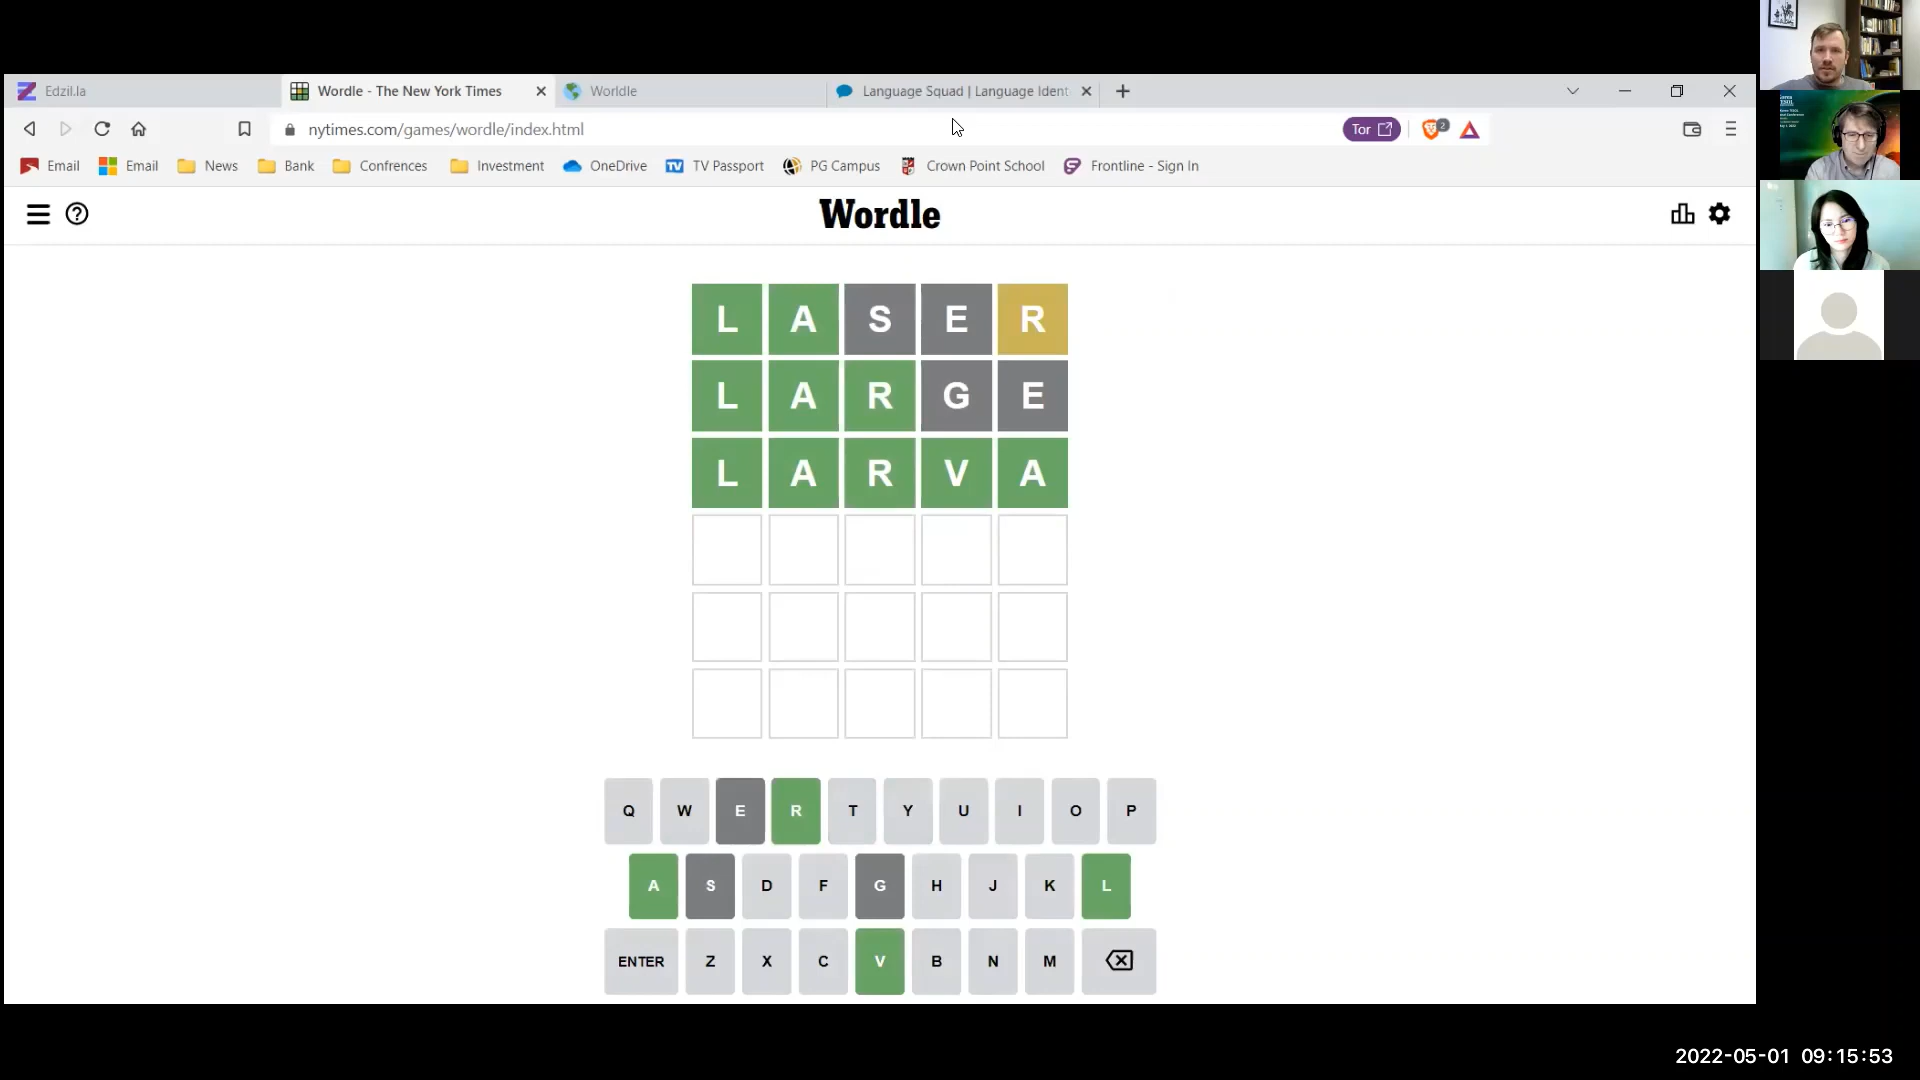 Edzil.la
Wordle - The New York Times
Worldle
Language Squad | Language Ident
nytimes.com/games/wordle/index.html
Tor
2
Email
Email
News
Bank
Confrences
Investment
OneDrive
TV Passport
PG Campus
Crown Point School
Frontline - Sign In
Wordle
L A S E R
L A R G E
L A R V A
Q W E R T Y U I O P
A S D F G H J K L
ENTER Z X C V B N M
2022-05-01 09:15:53